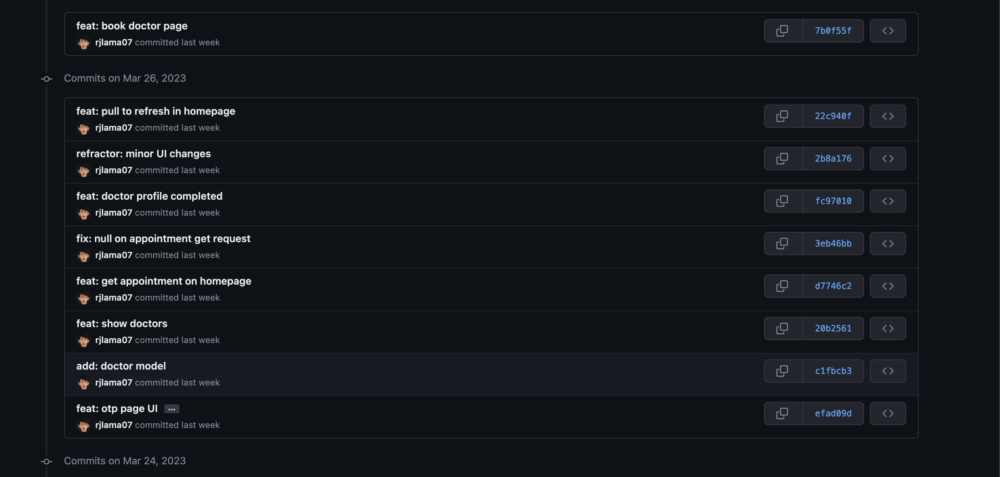 feat: book doctor page
7b0f55f
rjlama07 committed last week
Commits on Mar 26, 2023
feat: pull to refresh in homepage
22c940f
rjlama07 committed last week
refractor: minor UI changes
2b8a176
rjlama07 committed last week
feat: doctor profile completed
fc97010
rjlama07 committed last week
fix: null on appointment get request
3eb46bb
rjlama07 committed last week
feat: get appointment on homepage
d7746c2
rjlama07 committed last week
feat: show doctors
20b2561
rjlama07 committed last week
add: doctor model
c1fbcb3
rjlama07 committed last week
feat: otp page UI ...
efad09d
rjlama07 committed last week
Commits on Mar 24, 2023